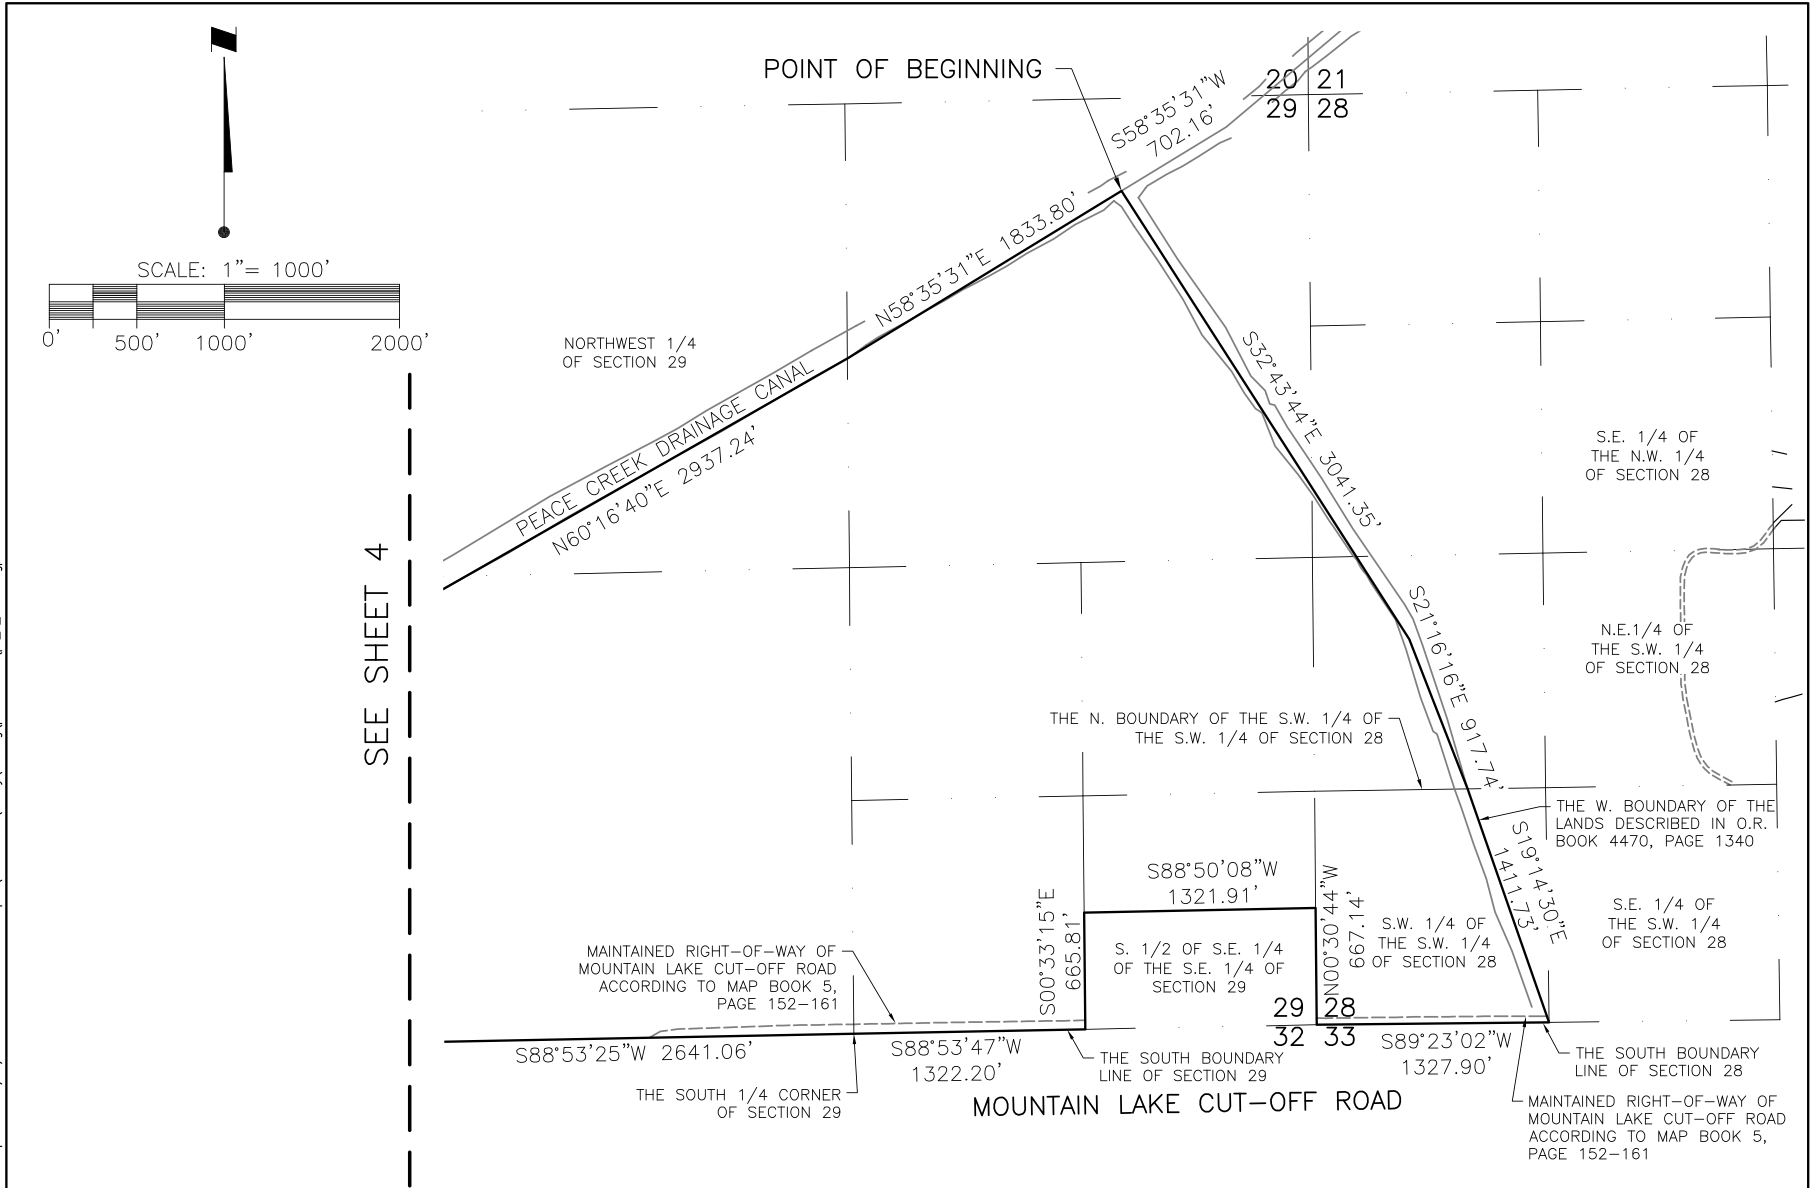 POINT OF BEGINNING
S58°35'31"W
702.16'
20 21
29 28
SCALE: 1"= 1000'
0' 500' 1000' 2000'
NORTHWEST 1/4
OF SECTION 29
N58°35'31"E 1833.80'
PEACE CREEK DRAINAGE CANAL
N60°16'40"E 2937.24'
S32°43'44"E 3041.35'
S.E. 1/4 OF
THE N.W. 1/4
OF SECTION 28
SEE SHEET 4
S21°16'16"E 917.74'
N.E.1/4 OF
THE S.W. 1/4
OF SECTION 28
THE N. BOUNDARY OF THE S.W. 1/4 OF
THE S.W. 1/4 OF SECTION 28
THE W. BOUNDARY OF THE
LANDS DESCRIBED IN O.R.
BOOK 4470, PAGE 1340
S19°14'30"E
1411.73'
S88°50'08"W
1321.91'
S00°33'15"E
665.81'
N00°30'44"W
667.14'
S. 1/2 OF S.E. 1/4
OF THE S.E. 1/4 OF
SECTION 29
S.W. 1/4 OF
THE S.W. 1/4
OF SECTION 28
S.E. 1/4 OF
THE S.W. 1/4
OF SECTION 28
MAINTAINED RIGHT-OF-WAY OF
MOUNTAIN LAKE CUT-OFF ROAD
ACCORDING TO MAP BOOK 5,
PAGE 152-161
29 28
32 33
S88°53'25"W 2641.06'
S88°53'47"W
1322.20'
S89°23'02"W
1327.90'
THE SOUTH BOUNDARY
LINE OF SECTION 29
THE SOUTH BOUNDARY
LINE OF SECTION 28
THE SOUTH 1/4 CORNER
OF SECTION 29
MOUNTAIN LAKE CUT-OFF ROAD
MAINTAINED RIGHT-OF-WAY OF
MOUNTAIN LAKE CUT-OFF ROAD
ACCORDING TO MAP BOOK 5,
PAGE 152-161